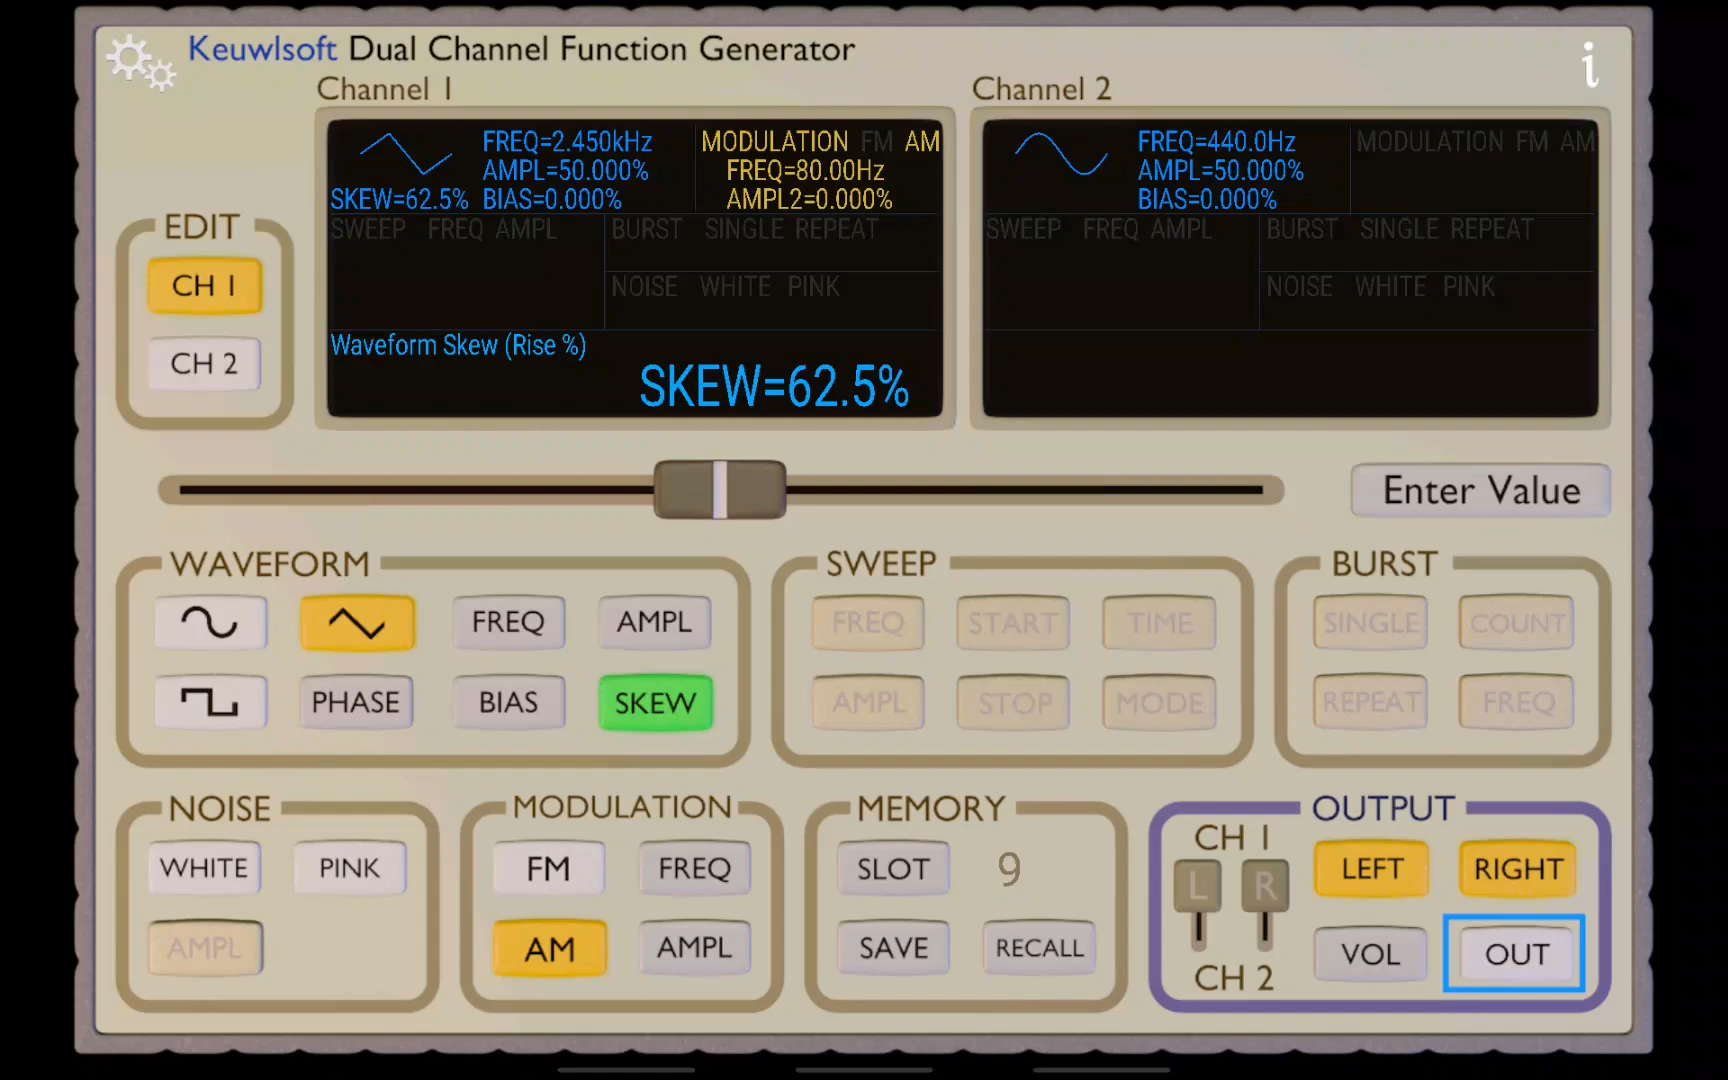 Keuwlsoft Dual Channel Function Generator
i
Channel 1
Channel 2
FREQ=2.450kHz
AMPL=50.000%
SKEW=62.5% BIAS=0.000%
MODULATION FM AM
FREQ=80.00Hz
AMPL2=0.000%
SWEEP FREQ AMPL
BURST SINGLE REPEAT
NOISE WHITE PINK
Waveform Skew (Rise %)
SKEW=62.5%
FREQ=440.0Hz
AMPL=50.000%
BIAS=0.000%
MODULATION FM AM
SWEEP FREQ AMPL
BURST SINGLE REPEAT
NOISE WHITE PINK
EDIT
CH 1
CH 2
Enter Value
WAVEFORM
FREQ AMPL
PHASE BIAS SKEW
SWEEP
FREQ START TIME
AMPL STOP MODE
BURST
SINGLE COUNT
REPEAT FREQ
NOISE
WHITE PINK
AMPL
MODULATION
FM FREQ
AM AMPL
MEMORY
SLOT 9
SAVE RECALL
OUTPUT
CH 1
L R
CH 2
LEFT RIGHT
VOL OUT